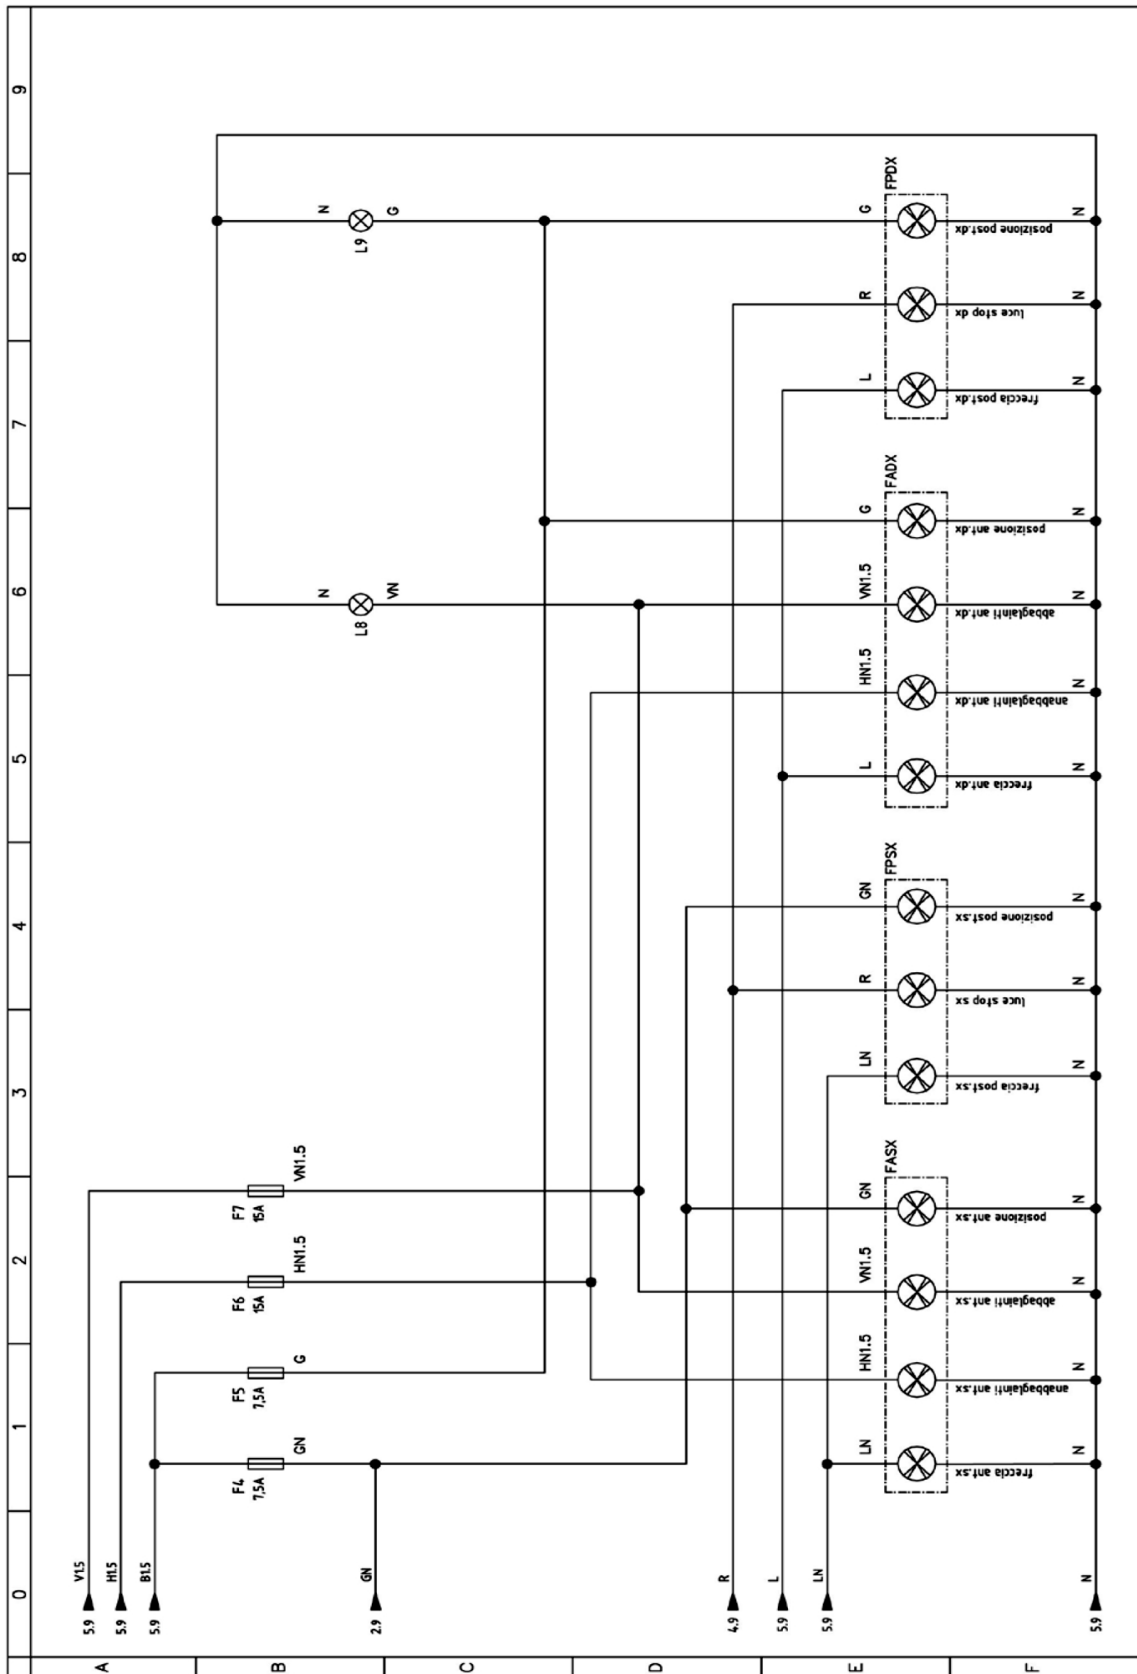 0 1 2 3 4 5 6 7 8 9
A
B
C
D
E
F
5.9 V1.5
5.9 H1.5
5.9 B1.5
F4
7,5A
GN
F5
7,5A
G
F6
15A
HN1.5
F7
15A
VN1.5
N
L8
VN
N
L9
G
2.9 GN
4.9 R
5.9 L
5.9 LN
LN HN1.5 VN1.5 GN LN R GN L HN1.5 VN1.5 G L R G
FASX
FPSX
FADX
FPDX
freccia ant.sx
anabbaglainti ant.sx
abbaglainti ant.sx
posizione ant.sx
freccia post.sx
luce stop sx
posizione post.sx
freccia ant.dx
anabbaglainti ant.dx
abbaglainti ant.dx
posizione ant.dx
freccia post.dx
luce stop dx
posizione post.dx
N N N N N N N N N N N N N N
5.9 N